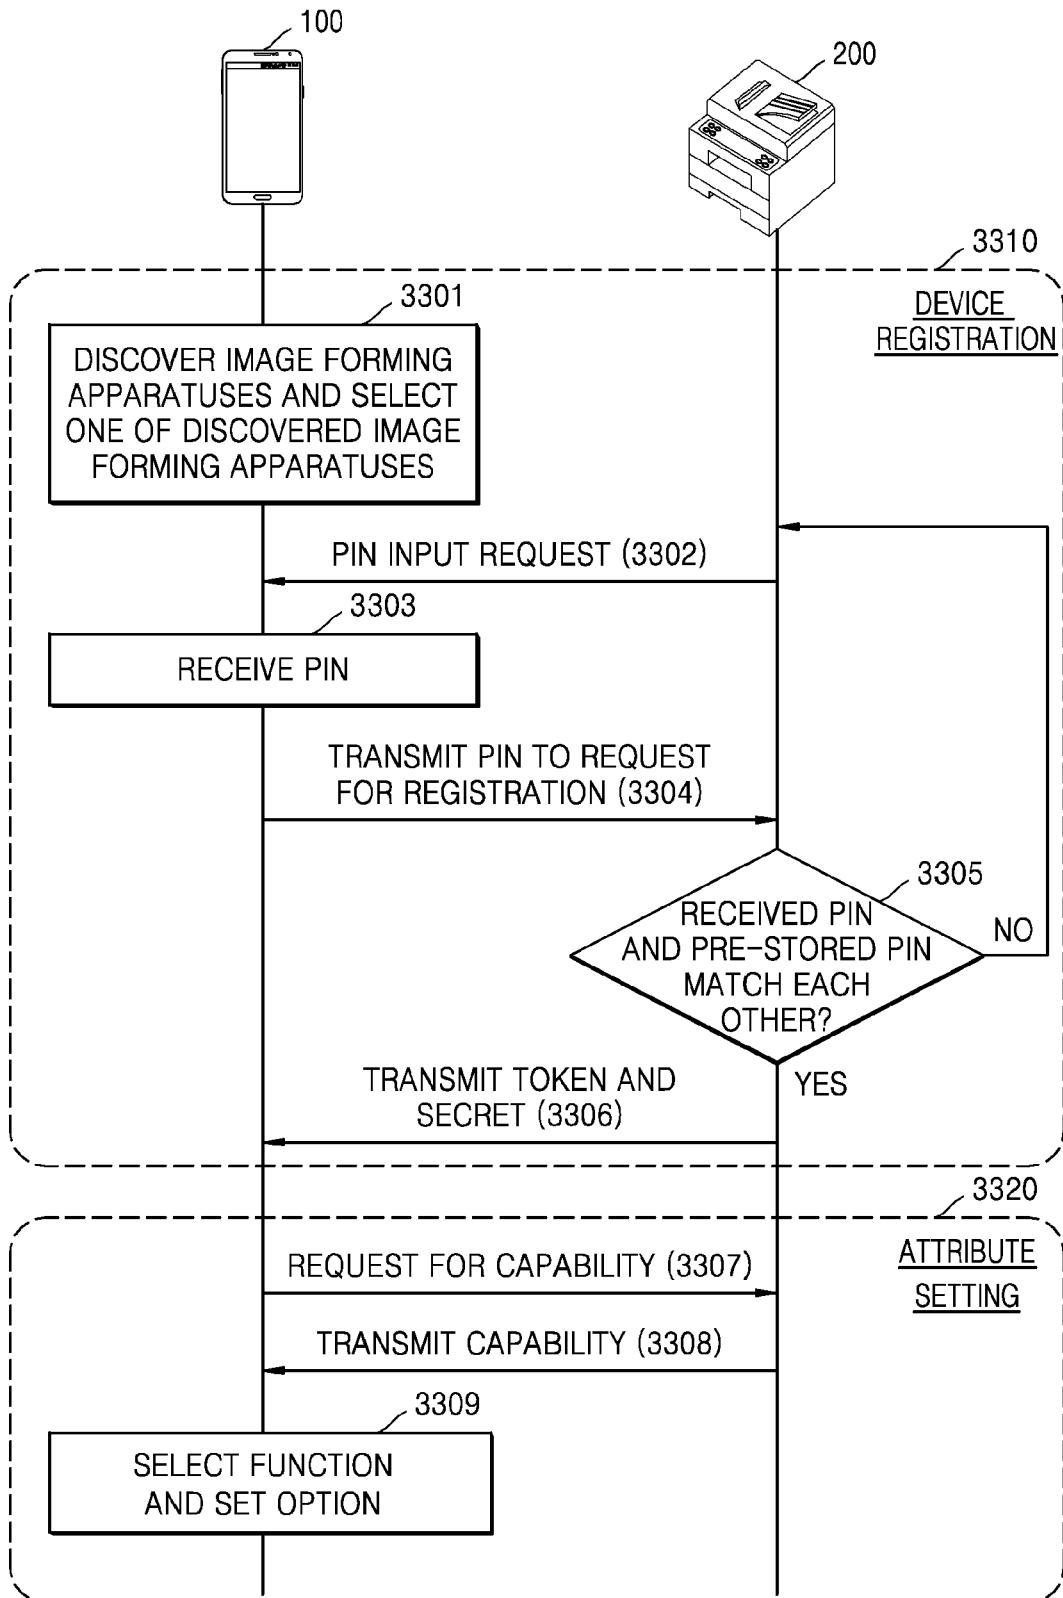 100
200
3310
DEVICE
REGISTRATION
3301
DISCOVER IMAGE FORMING
APPARATUSES AND SELECT
ONE OF DISCOVERED IMAGE
FORMING APPARATUSES
PIN INPUT REQUEST (3302)
3303
RECEIVE PIN
TRANSMIT PIN TO REQUEST
FOR REGISTRATION (3304)
3305
RECEIVED PIN
AND PRE-STORED PIN
MATCH EACH
OTHER?
NO
YES
TRANSMIT TOKEN AND
SECRET (3306)
3320
ATTRIBUTE
SETTING
REQUEST FOR CAPABILITY (3307)
TRANSMIT CAPABILITY (3308)
3309
SELECT FUNCTION
AND SET OPTION